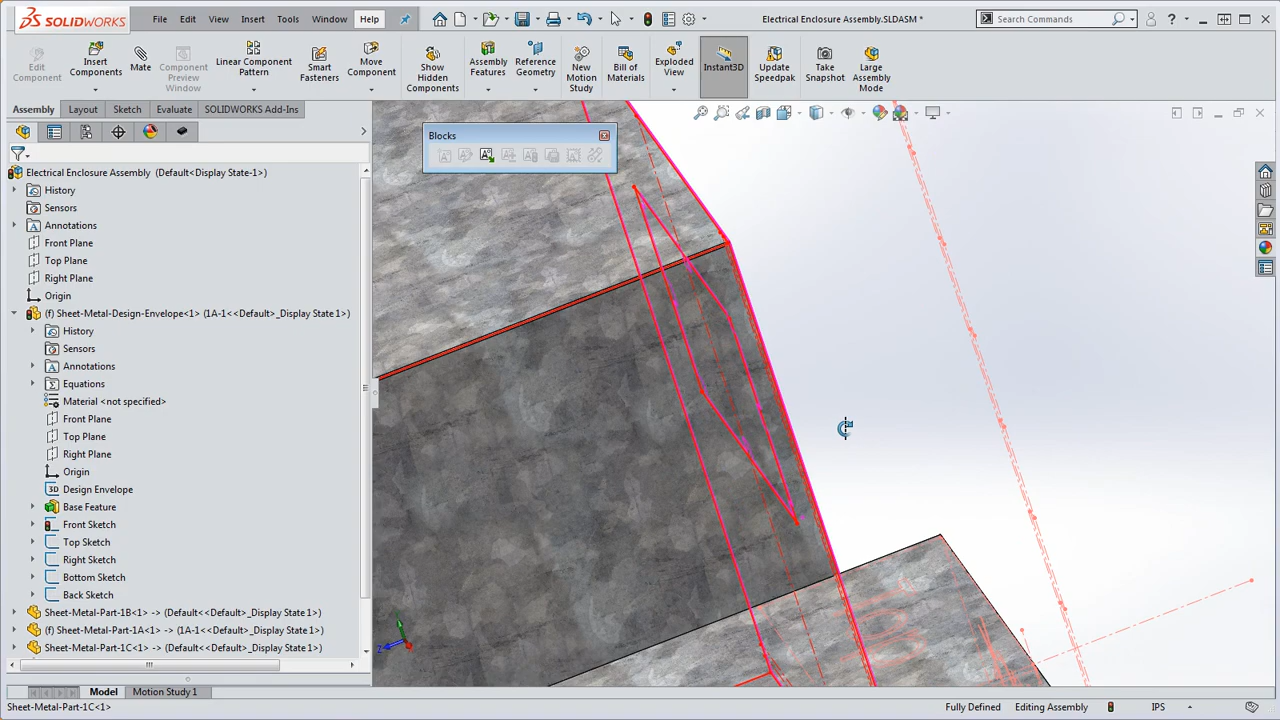 SOLIDWORKS
File
Edit
View
Insert
Tools
Window
Help
Electrical Enclosure Assembly.SLDASM *
Search Commands
Edit Component
Insert Components
Mate
Component Preview Window
Linear Component Pattern
Smart Fasteners
Move Component
Show Hidden Components
Assembly Features
Reference Geometry
New Motion Study
Bill of Materials
Exploded View
Instant3D
Update Speedpak
Take Snapshot
Large Assembly Mode
Assembly
Layout
Sketch
Evaluate
SOLIDWORKS Add-Ins
Blocks
Electrical Enclosure Assembly (Default<Display State-1>)
History
Sensors
Annotations
Front Plane
Top Plane
Right Plane
Origin
(f) Sheet-Metal-Design-Envelope<1> (1A-1<<Default>_Display State 1>)
History
Sensors
Annotations
Equations
Material <not specified>
Front Plane
Top Plane
Right Plane
Origin
3D Design Envelope
Base Feature
Front Sketch
Top Sketch
Right Sketch
Bottom Sketch
Back Sketch
Sheet-Metal-Part-1B<1> -> (Default<<Default>_Display State 1>)
(f) Sheet-Metal-Part-1A<1> -> (1A-1<<Default>_Display State 1>)
Sheet-Metal-Part-1C<1> -> (Default<<Default>_Display State 1>)
Z
Model
Motion Study 1
Sheet-Metal-Part-1C<1>
Fully Defined
Editing Assembly
IPS